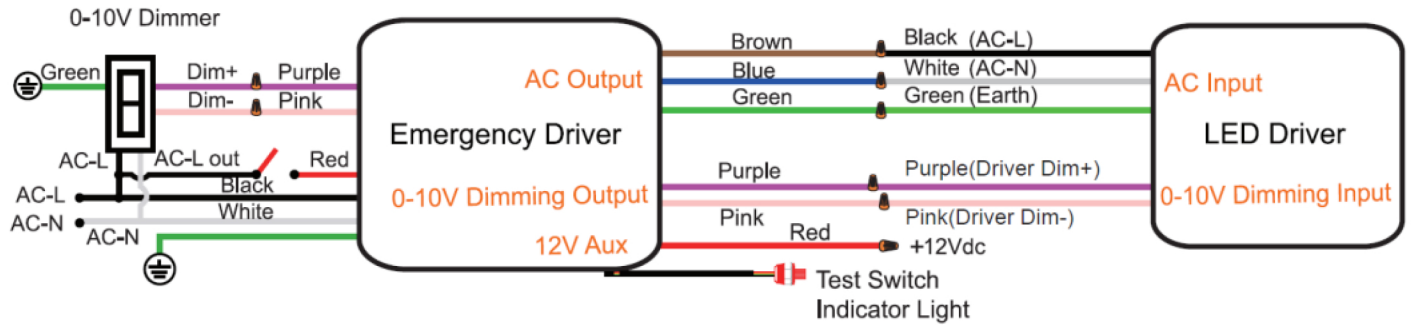 0-10V Dimmer
Green
Dim+
Purple
Dim-
Pink
AC-L
AC-L out
Red
AC-L
Black
AC-N
White
AC-N
Emergency Driver
AC Output
0-10V Dimming Output
12V Aux
Brown
Black (AC-L)
Blue
White (AC-N)
Green
Green (Earth)
Purple
Purple(Driver Dim+)
Pink
Pink(Driver Dim-)
Red
+12Vdc
Test Switch
Indicator Light
AC Input
LED Driver
0-10V Dimming Input